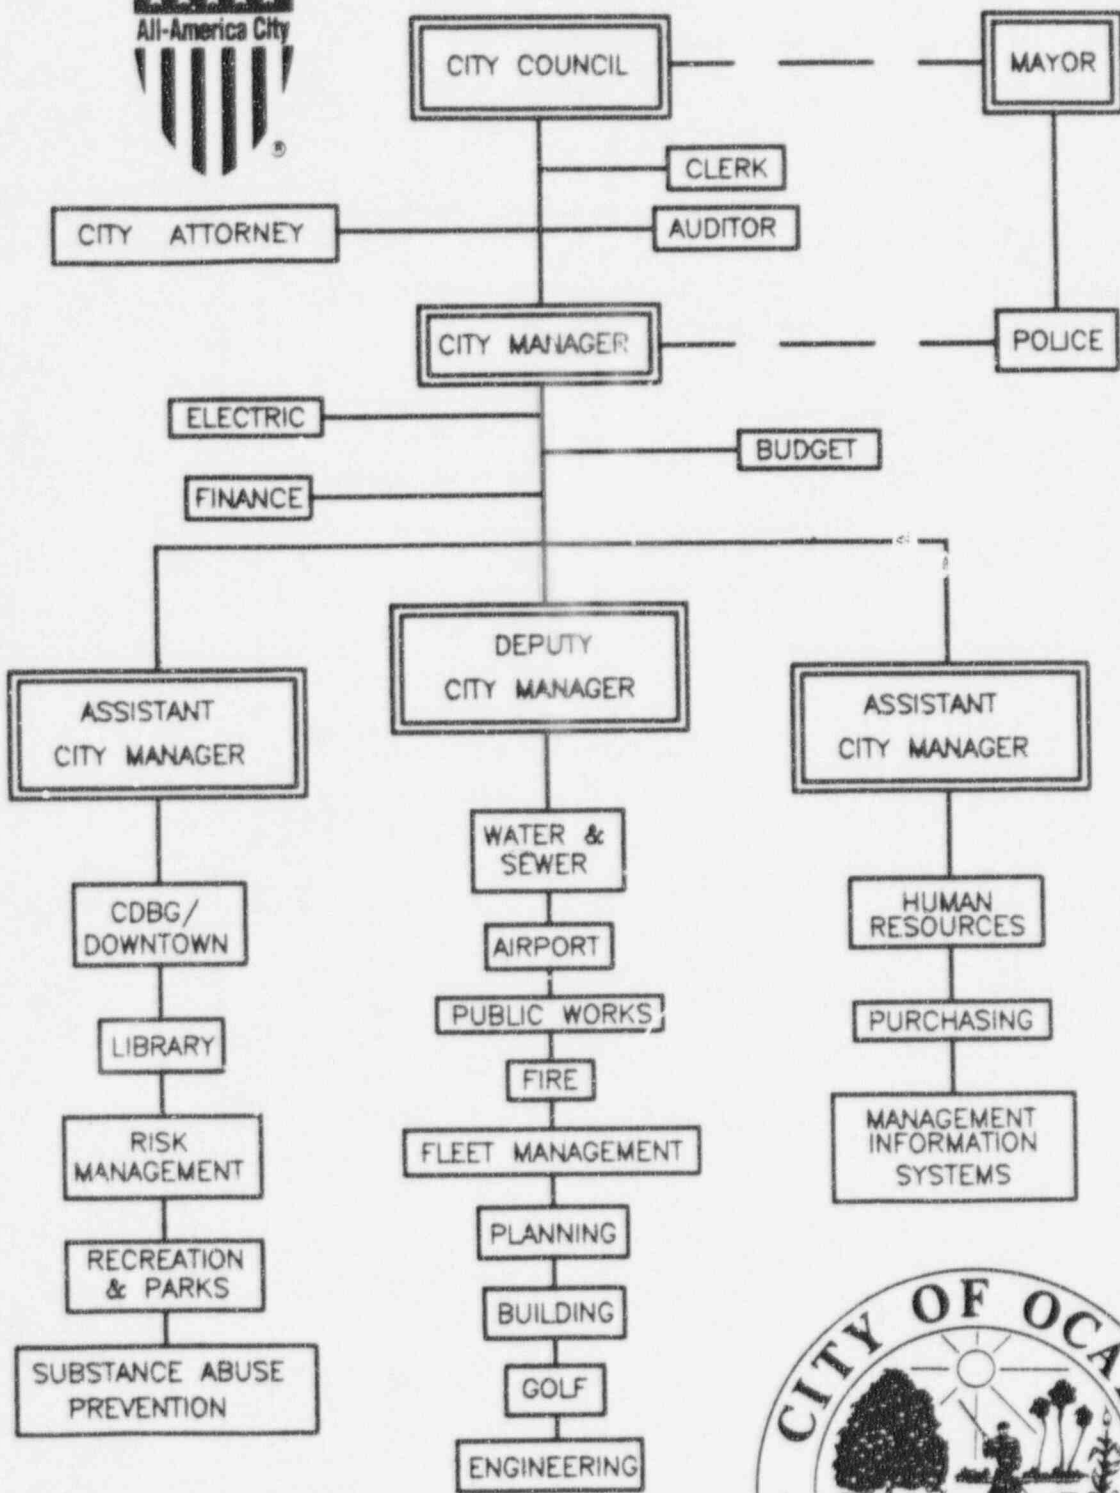 All-America City
®
CITY COUNCIL
MAYOR
CLERK
CITY ATTORNEY
AUDITOR
CITY MANAGER
POLICE
ELECTRIC
BUDGET
FINANCE
ASSISTANT
CITY MANAGER
DEPUTY
CITY MANAGER
ASSISTANT
CITY MANAGER
CDBG/
DOWNTOWN
LIBRARY
RISK
MANAGEMENT
RECREATION
& PARKS
SUBSTANCE ABUSE
PREVENTION
WATER &
SEWER
AIRPORT
PUBLIC WORKS
FIRE
FLEET MANAGEMENT
PLANNING
BUILDING
GOLF
ENGINEERING
HUMAN
RESOURCES
PURCHASING
MANAGEMENT
INFORMATION
SYSTEMS
CITY OF OCA